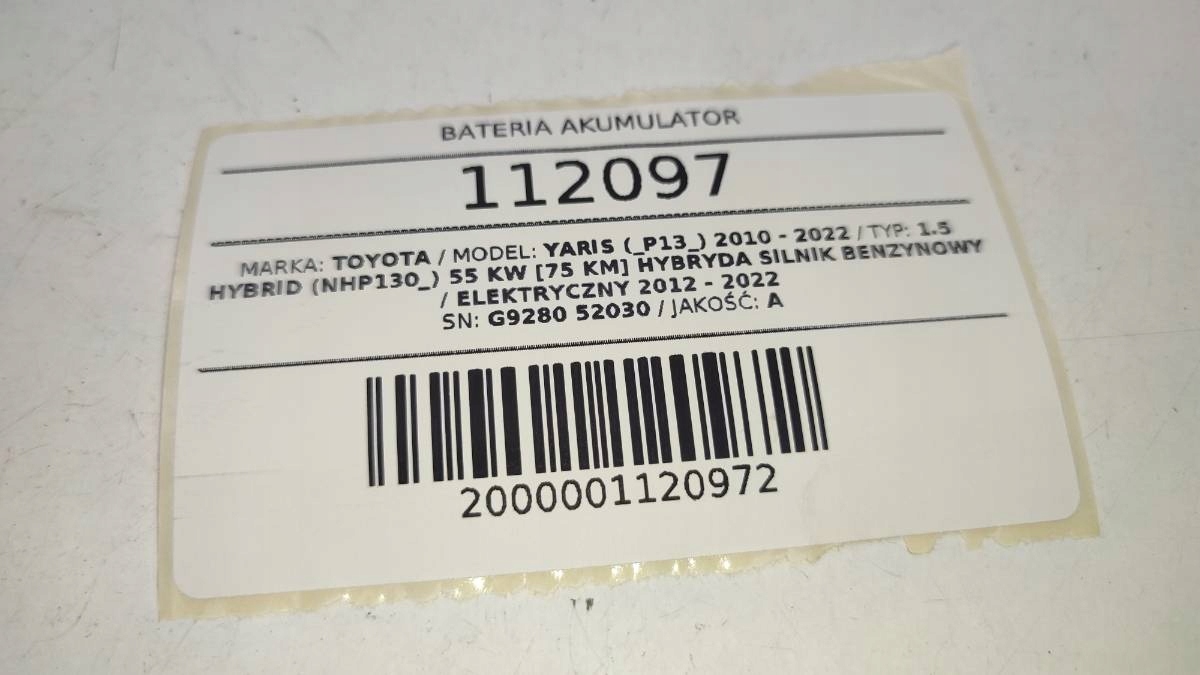 BATERIA AKUMULATOR
112097
MARKA: TOYOTA / MODEL: YARIS (_P13_) 2010 - 2022 / TYP: 1.5
HYBRID (NHP130_) 55 KW [75 KM] HYBRYDA SILNIK BENZYNOWY
/ ELEKTRYCZNY 2012 - 2022
SN: G9280 52030 / JAKOŚĆ: A
2000001120972